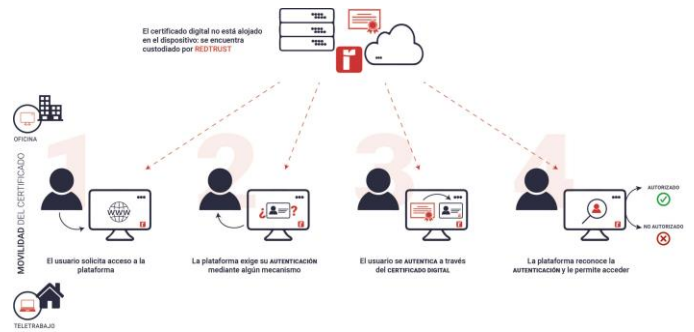 El certificado digital no está alojado
en el dispositivo: se encuentra
custodiado por REDTRUST
r
OFICINA
MOVILIDAD DEL CERTIFICADO
TELETRABAJO
1
WWW
El usuario solicita acceso a la
plataforma
2
¿ ?
La plataforma exige su AUTENTICACIÓN
mediante algún mecanismo
3
El usuario se AUTENTICA a través
del CERTIFICADO DIGITAL
4
La plataforma reconoce la
AUTENTICACIÓN y le permite acceder
AUTORIZADO
NO AUTORIZADO